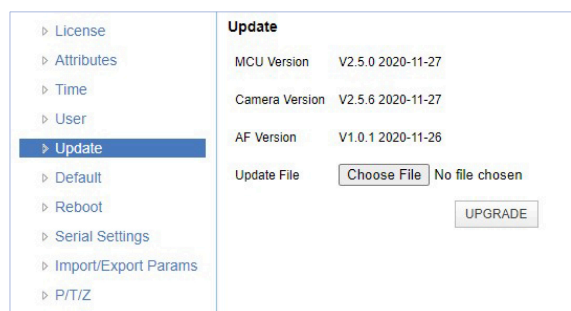 License
Attributes
Time
User
Update
Default
Reboot
Serial Settings
Import/Export Params
P/T/Z
Update
MCU Version V2.5.0 2020-11-27
Camera Version V2.5.6 2020-11-27
AF Version V1.0.1 2020-11-26
Update File Choose File No file chosen
UPGRADE